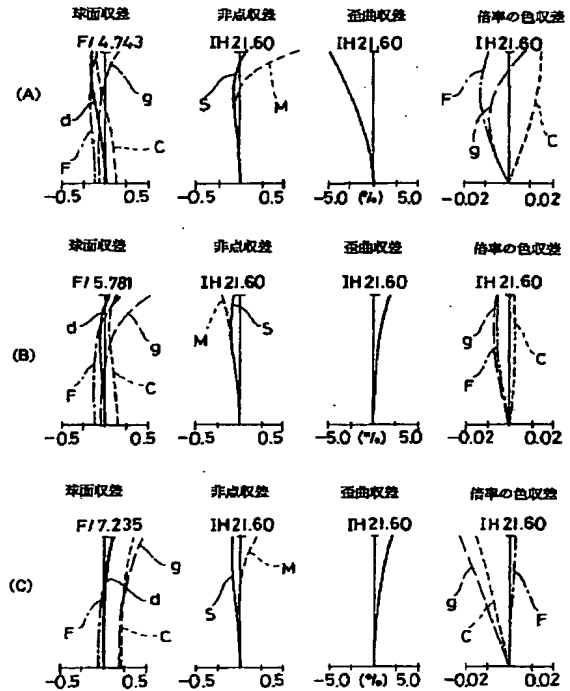 球面収差 非点収差 歪曲収差 倍率の色収差
F/4.743 IH21.60 IH21.60 IH21.60
(A)
g F
S M
d g
F C C
-0.5 0.5 -0.5 0.5 -5.0 (%) 5.0 -0.02 0.02
球面収差 非点収差 歪曲収差 倍率の色収差
F/5.781 IH21.60 IH21.60 IH21.60
d M S g
g C
(B)
F C F
-0.5 0.5 -0.5 0.5 -5.0 (%) 5.0 -0.02 0.02
球面収差 非点収差 歪曲収差 倍率の色収差
F/7.235 IH21.60 IH21.60 IH21.60
g M
(C)
d S g F
F C C
-0.5 0.5 -0.5 0.5 -5.0 (%) 5.0 -0.02 0.02